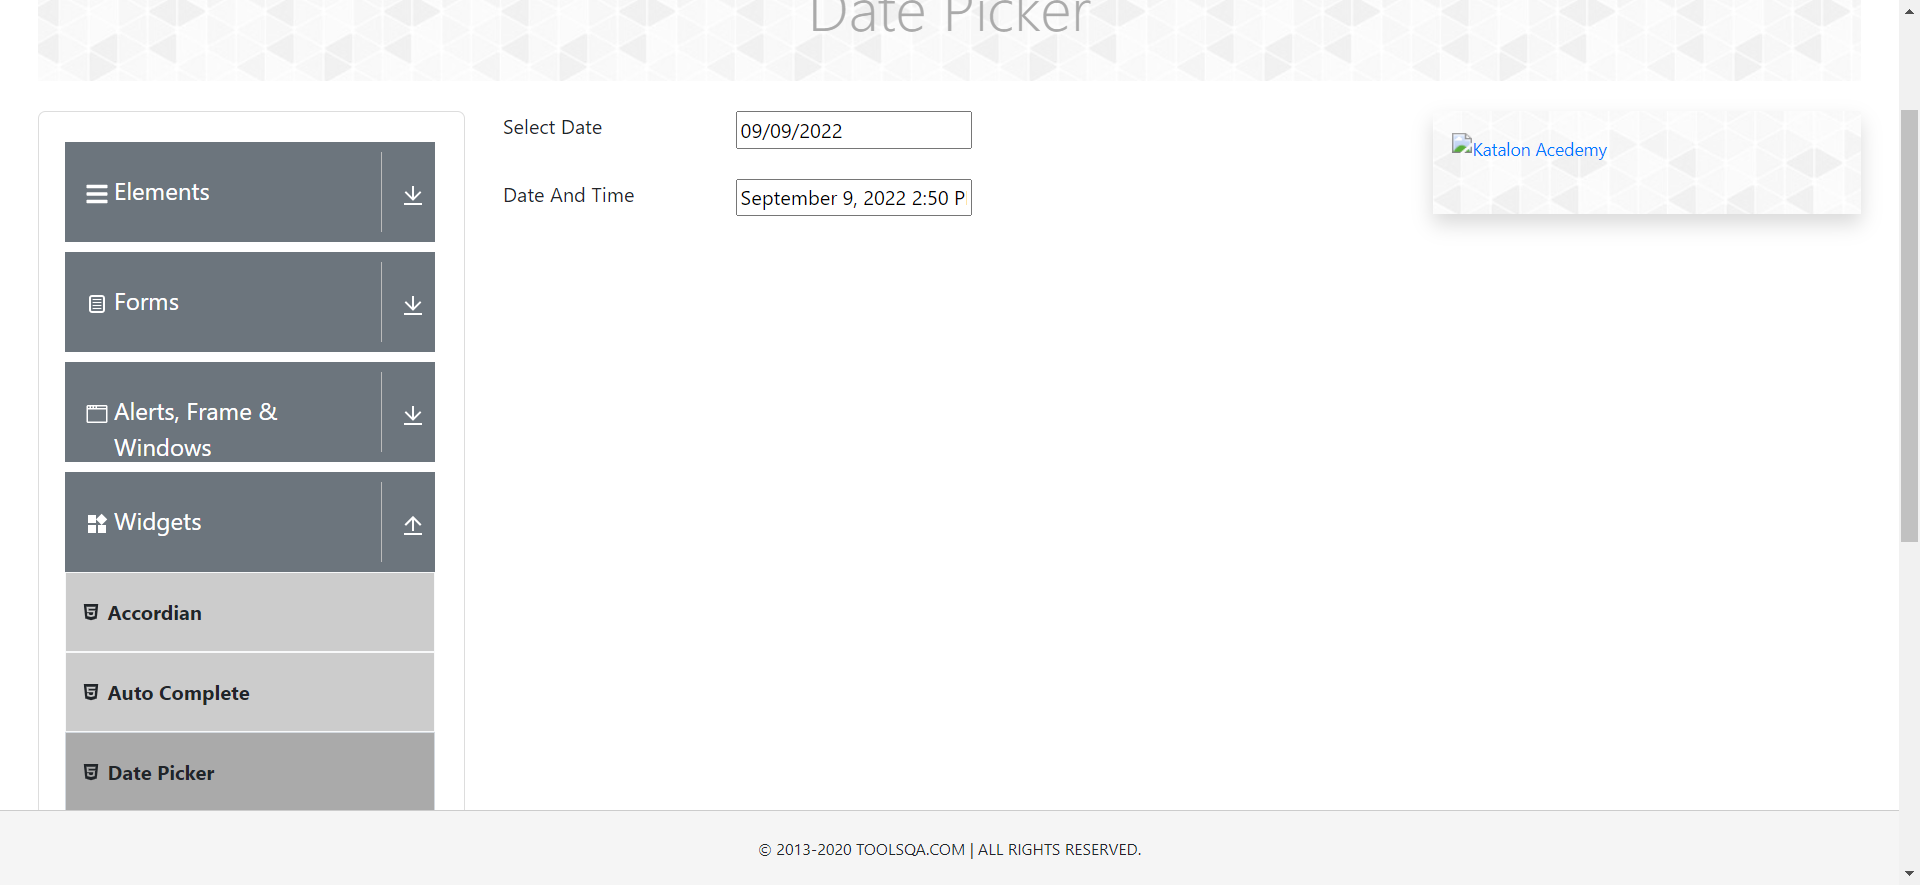 Date Picker
Select Date
09/09/2022
Date And Time
September 9, 2022 2:50 P
Katalon Acedemy
Elements
Forms
Alerts, Frame &
Windows
Widgets
Accordian
Auto Complete
Date Picker
© 2013-2020 TOOLSQA.COM | ALL RIGHTS RESERVED.